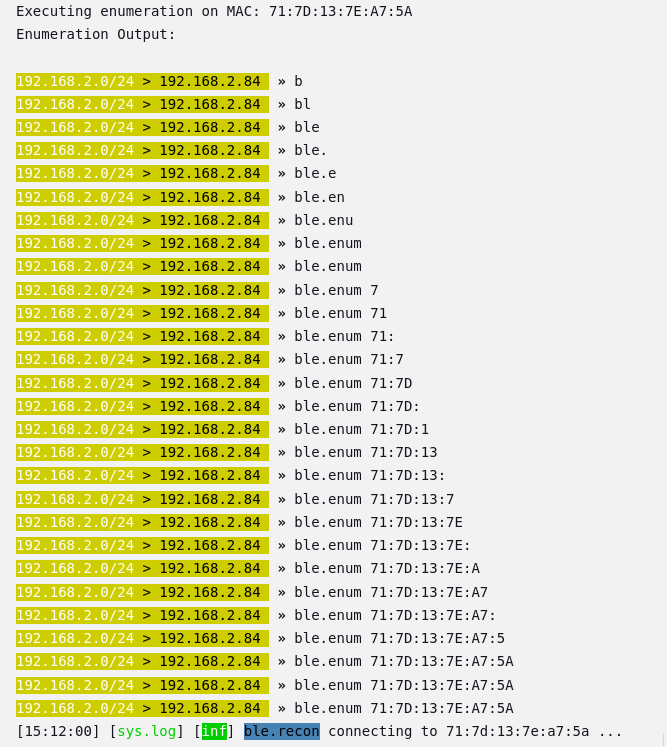 Executing enumeration on MAC: 71:7D:13:7E:A7:5A
Enumeration Output:
192.168.2.0/24 > 192.168.2.84 » b
192.168.2.0/24 > 192.168.2.84 » bl
192.168.2.0/24 > 192.168.2.84 » ble
192.168.2.0/24 > 192.168.2.84 » ble.
192.168.2.0/24 > 192.168.2.84 » ble.e
192.168.2.0/24 > 192.168.2.84 » ble.en
192.168.2.0/24 > 192.168.2.84 » ble.enu
192.168.2.0/24 > 192.168.2.84 » ble.enum
192.168.2.0/24 > 192.168.2.84 » ble.enum
192.168.2.0/24 > 192.168.2.84 » ble.enum 7
192.168.2.0/24 > 192.168.2.84 » ble.enum 71
192.168.2.0/24 > 192.168.2.84 » ble.enum 71:
192.168.2.0/24 > 192.168.2.84 » ble.enum 71:7
192.168.2.0/24 > 192.168.2.84 » ble.enum 71:7D
192.168.2.0/24 > 192.168.2.84 » ble.enum 71:7D:
192.168.2.0/24 > 192.168.2.84 » ble.enum 71:7D:1
192.168.2.0/24 > 192.168.2.84 » ble.enum 71:7D:13
192.168.2.0/24 > 192.168.2.84 » ble.enum 71:7D:13:
192.168.2.0/24 > 192.168.2.84 » ble.enum 71:7D:13:7
192.168.2.0/24 > 192.168.2.84 » ble.enum 71:7D:13:7E
192.168.2.0/24 > 192.168.2.84 » ble.enum 71:7D:13:7E:
192.168.2.0/24 > 192.168.2.84 » ble.enum 71:7D:13:7E:A
192.168.2.0/24 > 192.168.2.84 » ble.enum 71:7D:13:7E:A7
192.168.2.0/24 > 192.168.2.84 » ble.enum 71:7D:13:7E:A7:
192.168.2.0/24 > 192.168.2.84 » ble.enum 71:7D:13:7E:A7:5
192.168.2.0/24 > 192.168.2.84 » ble.enum 71:7D:13:7E:A7:5A
192.168.2.0/24 > 192.168.2.84 » ble.enum 71:7D:13:7E:A7:5A
192.168.2.0/24 > 192.168.2.84 » ble.enum 71:7D:13:7E:A7:5A
[15:12:00] [sys.log] [inf] ble.recon connecting to 71:7d:13:7e:a7:5a ...